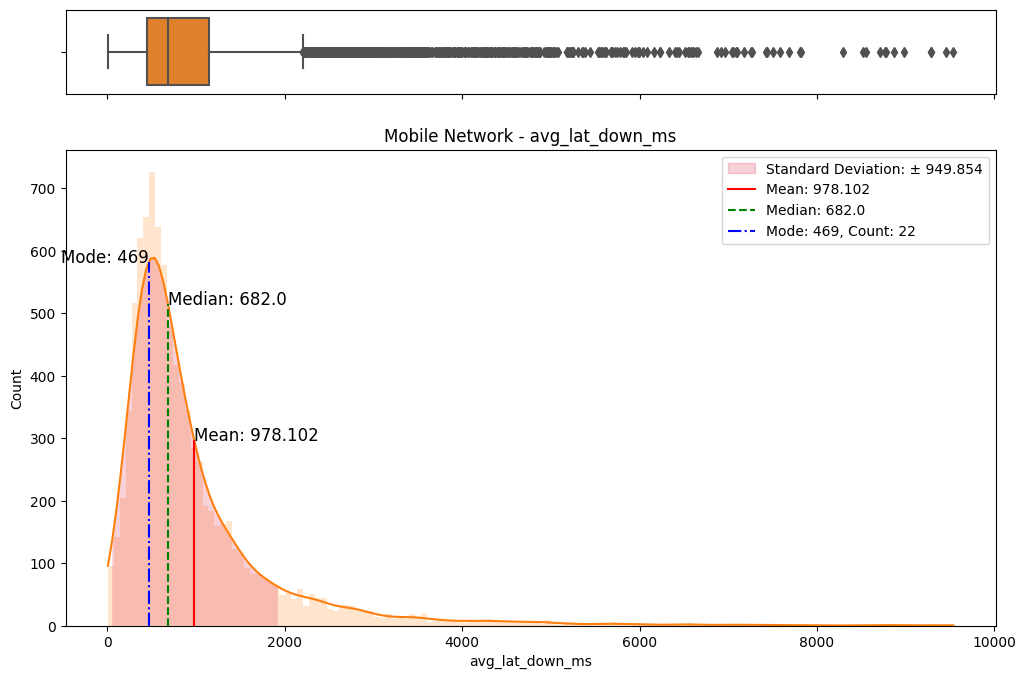 Mobile Network - avg_lat_down_ms
Standard Deviation: ± 949.854
Mean: 978.102
Median: 682.0
Mode: 469, Count: 22
700
600
500
400
300
200
100
0
Count
Mode: 469
Median: 682.0
Mean: 978.102
0
2000
4000
6000
8000
10000
avg_lat_down_ms